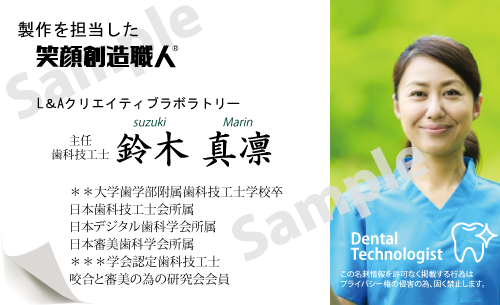 製作を担当した
笑顔創造職人®
L&Aクリエイティブラボラトリー
suzuki Marin
主任
歯科技工士 鈴木 真凛
＊＊大学歯学部附属歯科技工士学校卒
日本歯科技工士会所属
日本デジタル歯科学会所属
日本審美歯科学会所属
＊＊＊学会認定歯科技工士
咬合と審美の為の研究会会員
Dental
Technologist
この名刺情報を許可なく掲載する行為は
プライバシー権の侵害の為、固く禁止します。
Sample
Sample
Sample